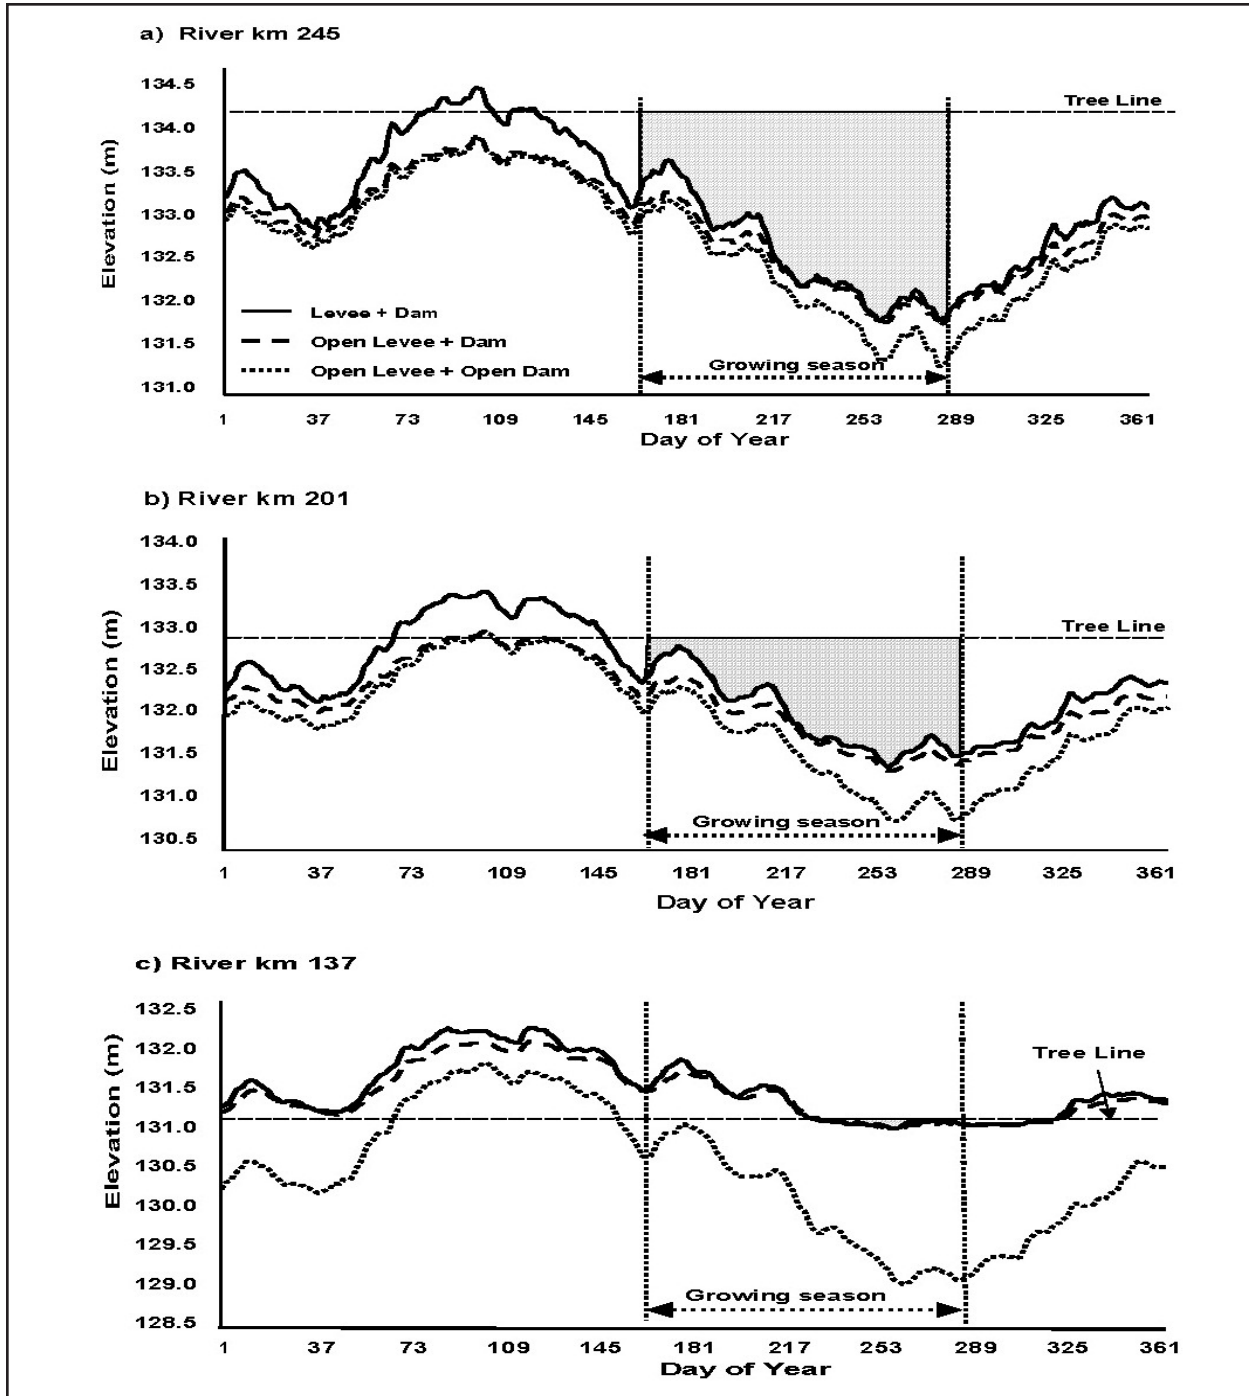 a) River km 245
134.5
134.0
133.5
133.0
132.5
132.0
131.5
131.0
Elevation (m)
Tree Line
Levee + Dam
Open Levee + Dam
Open Levee + Open Dam
Growing season
1 37 73 109 145 181 217 253 289 325 361
Day of Year
b) River km 201
134.0
133.5
133.0
132.5
132.0
131.5
131.0
130.5
Elevation (m)
Tree Line
Growing season
1 37 73 109 145 181 217 253 289 325 361
Day of Year
c) River km 137
132.5
132.0
131.5
131.0
130.5
130.0
129.5
129.0
128.5
Elevation (m)
Tree Line
Growing season
1 37 73 109 145 181 217 253 289 325 361
Day of Year